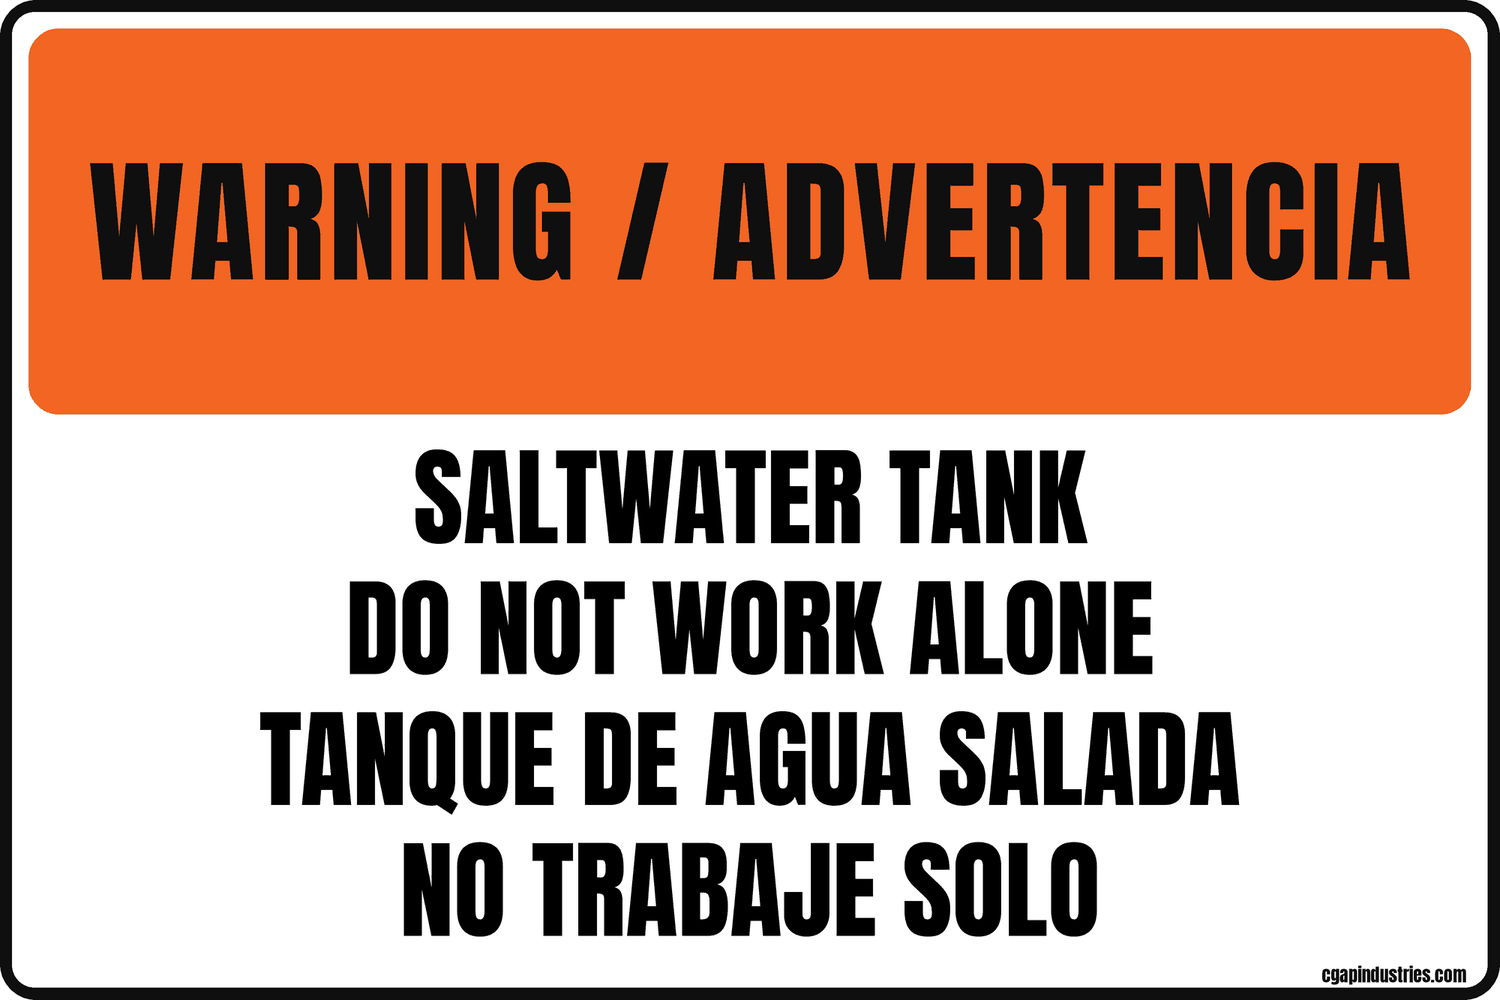 WARNING / ADVERTENCIA
SALTWATER TANK
DO NOT WORK ALONE
TANQUE DE AGUA SALADA
NO TRABAJE SOLO
cgapindustries.com